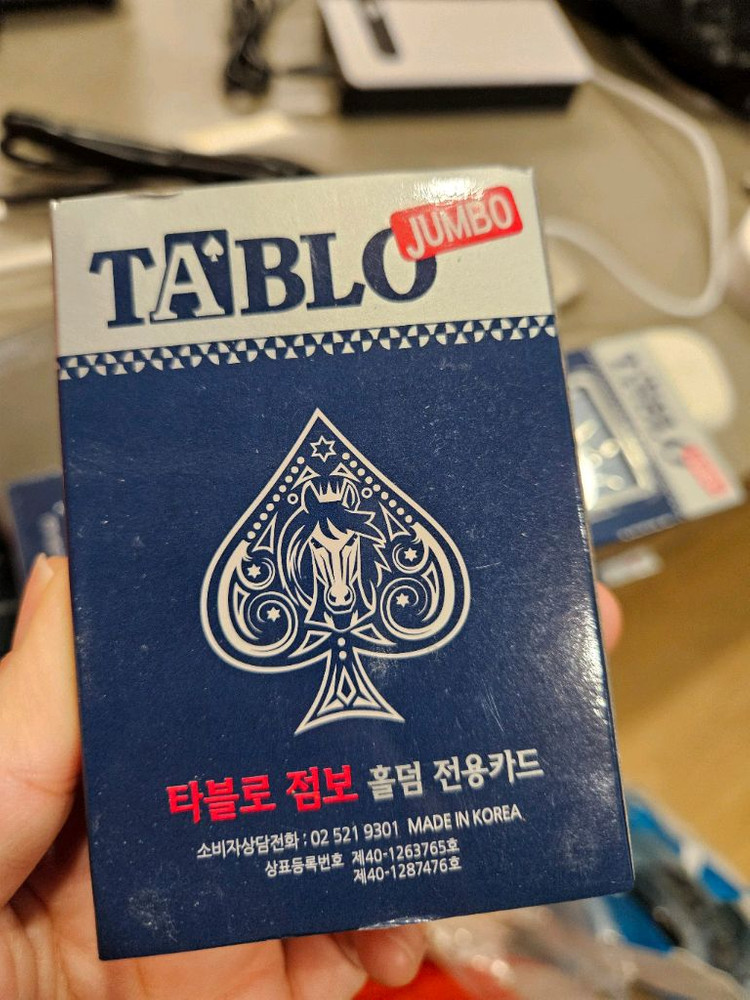 TABLO JUMBO
타블로 점보 홀덤 전용카드
소비자상담전화 : 02 521 9301 MADE IN KOREA
상표등록번호 제40-1263765호
제40-1287476호